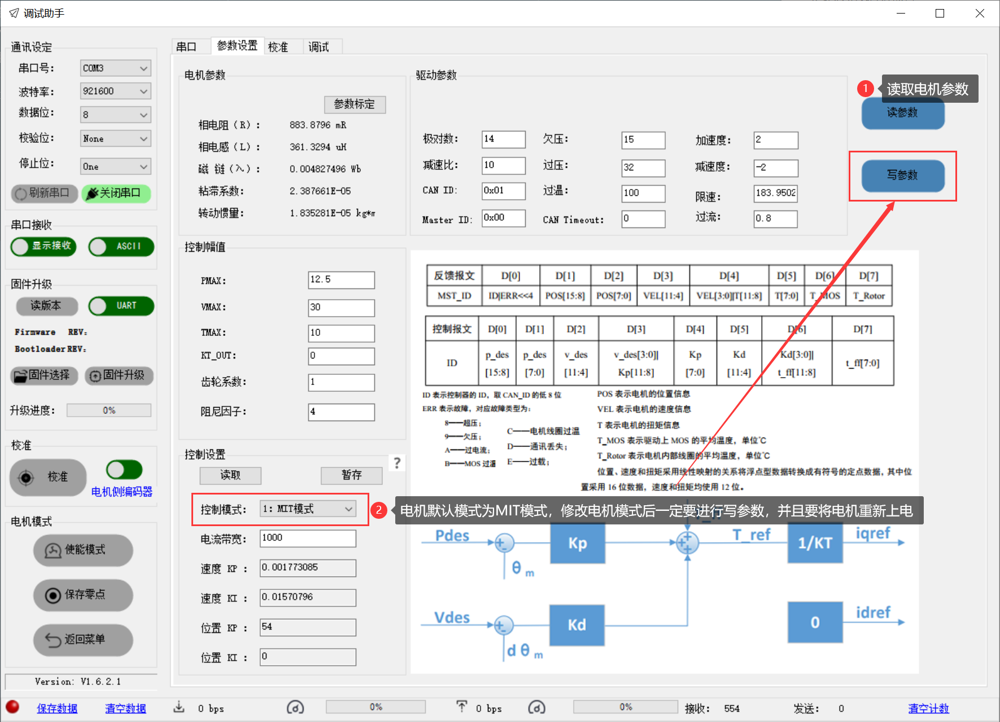 调试助手
通讯设定
串口号:
COM3
波特率:
921600
数据位:
8
校验位:
None
停止位:
One
刷新串口
关闭串口
串口接收
显示接收
ASCII
固件升级
读版本
UART
Firmware REV:
Bootloader REV:
固件选择
固件升级
升级进度:
0%
校准
校准
电机侧编码器
电机模式
使能模式
保存零点
返回菜单
Version: V1.6.2.1
串口
参数设置
校准
调试
电机参数
参数标定
相电阻(R):
883.8796 mR
相电感(L):
361.3294 uH
磁 链(入):
0.004827496 Wb
粘带系数:
2.387661E-05
转动惯量:
1.835281E-05 kg*m
驱动参数
极对数:
14
欠压:
15
加速度:
2
减速比:
10
过压:
32
减速度:
-2
CAN ID:
0x01
过温:
100
限速:
183.9502
Master ID:
0x00
CAN Timeout:
0
过流:
0.8
1
读取电机参数
读参数
写参数
控制幅值
PMAX:
12.5
VMAX:
30
TMAX:
10
KT_OUT:
0
齿轮系数:
1
阻尼因子:
4
控制设置
?
读取
暂存
控制模式:
1: MIT模式
2
电机默认模式为MIT模式，修改电机模式后一定要进行写参数，并且要将电机重新上电
电流带宽:
1000
速度 KP :
0.001773085
速度 KI :
0.01570796
位置 KP :
54
位置 KI :
0
反馈报文 D[0] D[1] D[2] D[3] D[4] D[5] D[6] D[7]
MST_ID ID|ERR<<4 POS[15:8] POS[7:0] VEL[11:4] VEL[3:0]|T[11:8] T[7:0] T_MOS T_Rotor
控制报文 D[0] D[1] D[2] D[3] D[4] D[5] D[6] D[7]
ID p_des [15:8] p_des [7:0] v_des [11:4] v_des[3:0]| Kp[11:8] Kp [7:0] Kd [11:4] Kd[3:0]| t_ff[11:8] t_ff[7:0]
ID 表示控制器的 ID，取 CAN_ID 的低 8 位
ERR 表示故障，对应故障类型为:
8——超压;
9——欠压;
A——过电流;
B——MOS 过温
C——电机线圈过温
D——通讯丢失;
E——过载;
POS 表示电机的位置信息
VEL 表示电机的速度信息
T 表示电机的扭矩信息
T_MOS 表示驱动上 MOS 的平均温度，单位℃
T_Rotor 表示电机内部线圈的平均温度，单位℃
位置、速度和扭矩采用线性映射的关系将浮点型数据转换成有符号的定点数据，其中位
置采用 16 位数据，速度和扭矩均使用 12 位。
Pdes
+
-
θ m
Kp
+
+
+
T_ref
1/KT
iqref
Vdes
+
-
d θ m
Kd
0
idref
保存数据
清空数据
0 bps
0%
0 bps
0%
接收:
554
发送:
0
清空计数